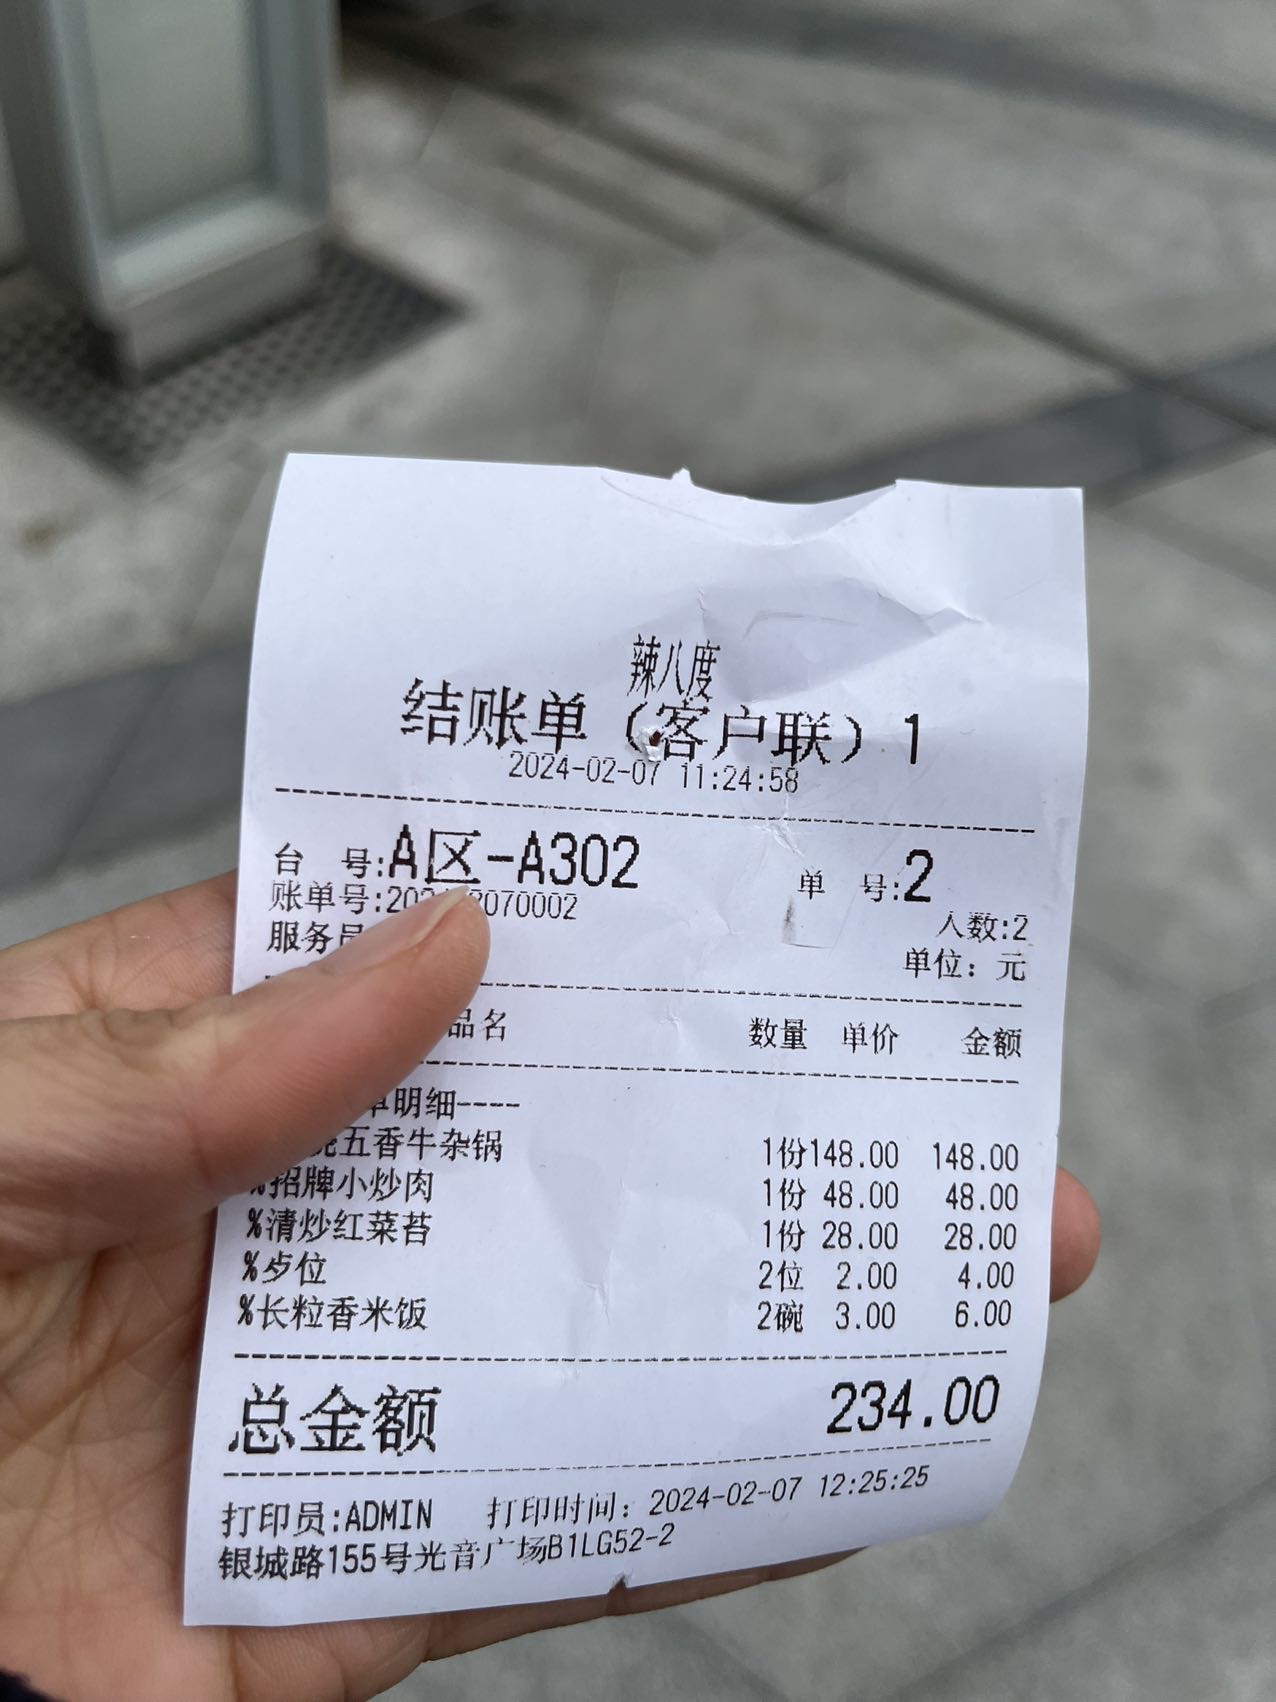 辣八度
结账单（客户联）1
2024-02-07 11:24:58
台 号:A区-A302 单 号:2
账单号: 070002
人数:2
服务员
单位：元
品名 数量 单价 金额
单明细----
五香牛杂锅 1份148.00 148.00
%招牌小炒肉 1份 48.00 48.00
%清炒红菜苔 1份 28.00 28.00
%歺位 2位 2.00 4.00
%长粒香米饭 2碗 3.00 6.00
总金额 234.00
打印员:ADMIN 打印时间：2024-02-07 12:25:25
银城路155号光音广场B1LG52-2